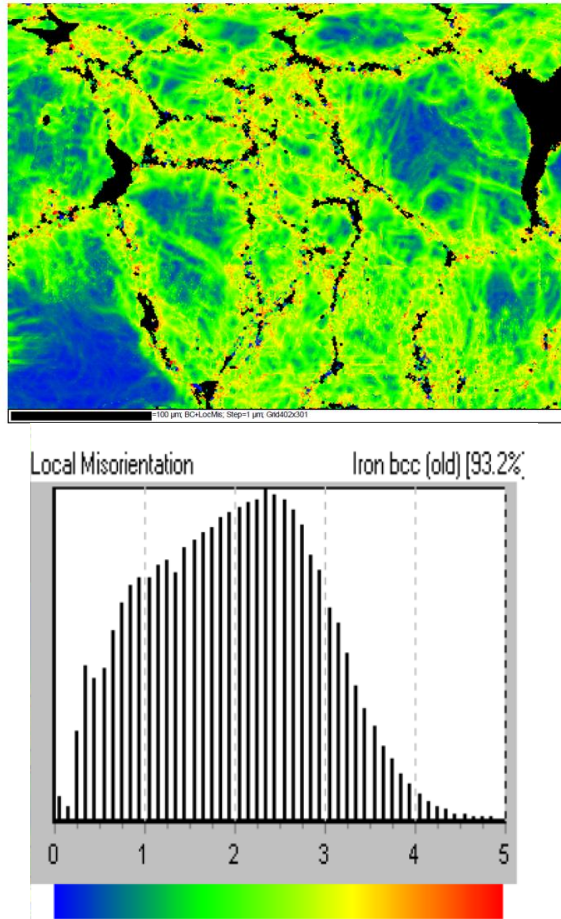 =100 µm; BC+LocMis; Step=1 µm; Grid402x301
Local Misorientation Iron bcc (old) [93.2%]
0 1 2 3 4 5